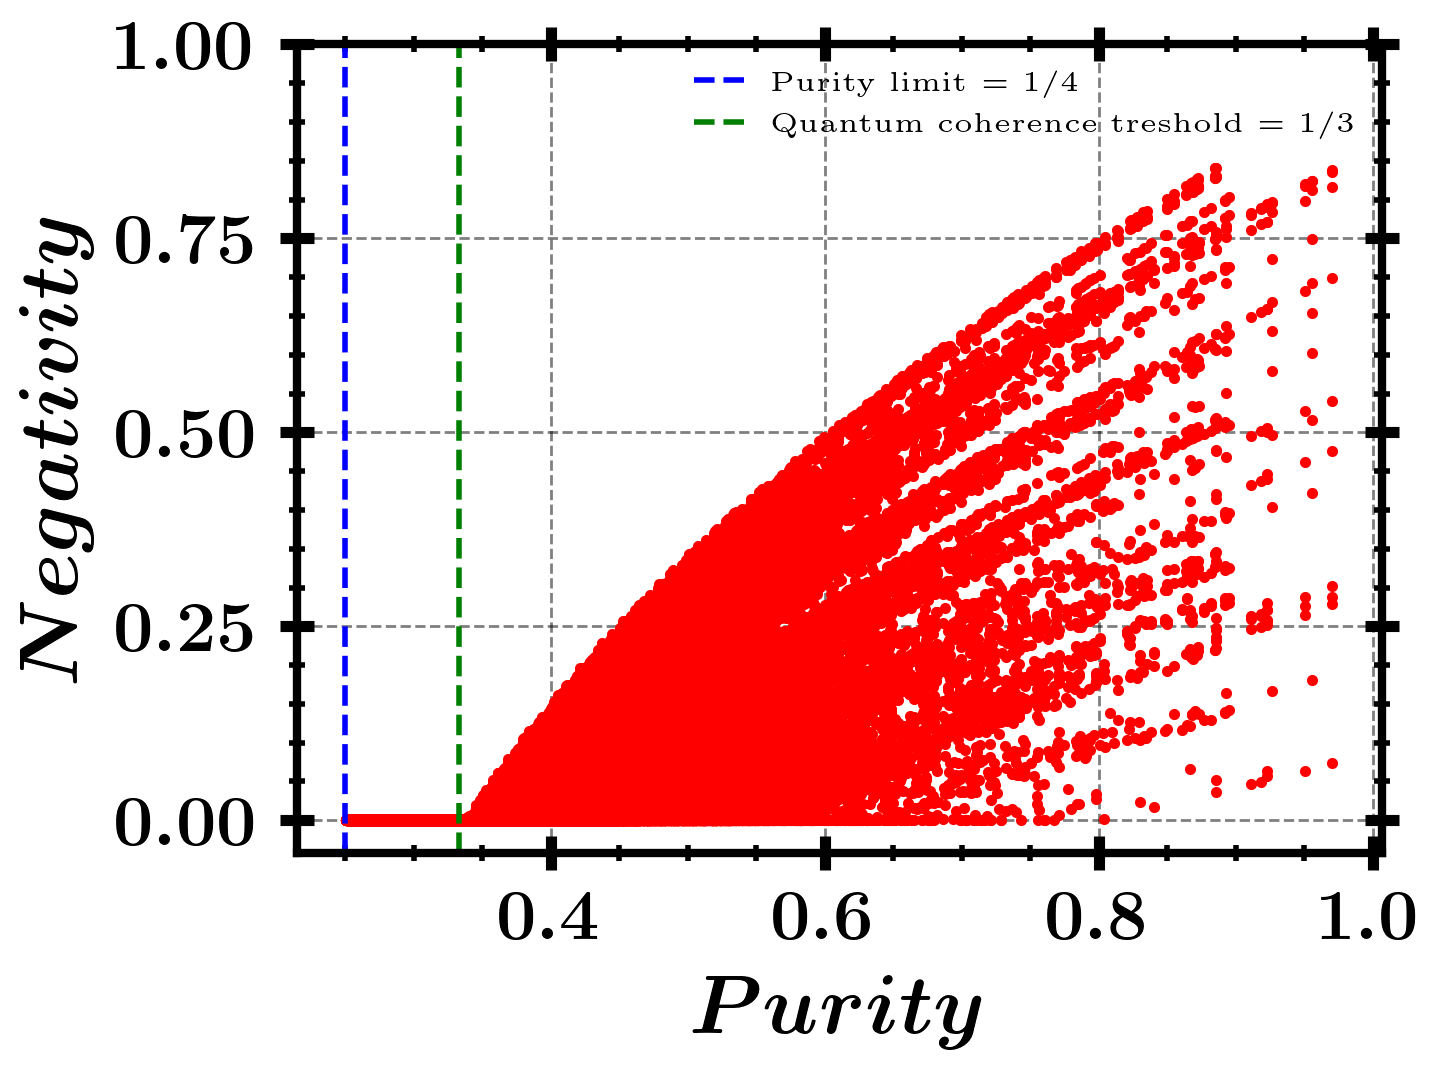 1.00
Purity limit = 1/4
Quantum coherence treshold = 1/3
0.75
0.50
0.25
0.00
Negativity
0.4 0.6 0.8 1.0
Purity